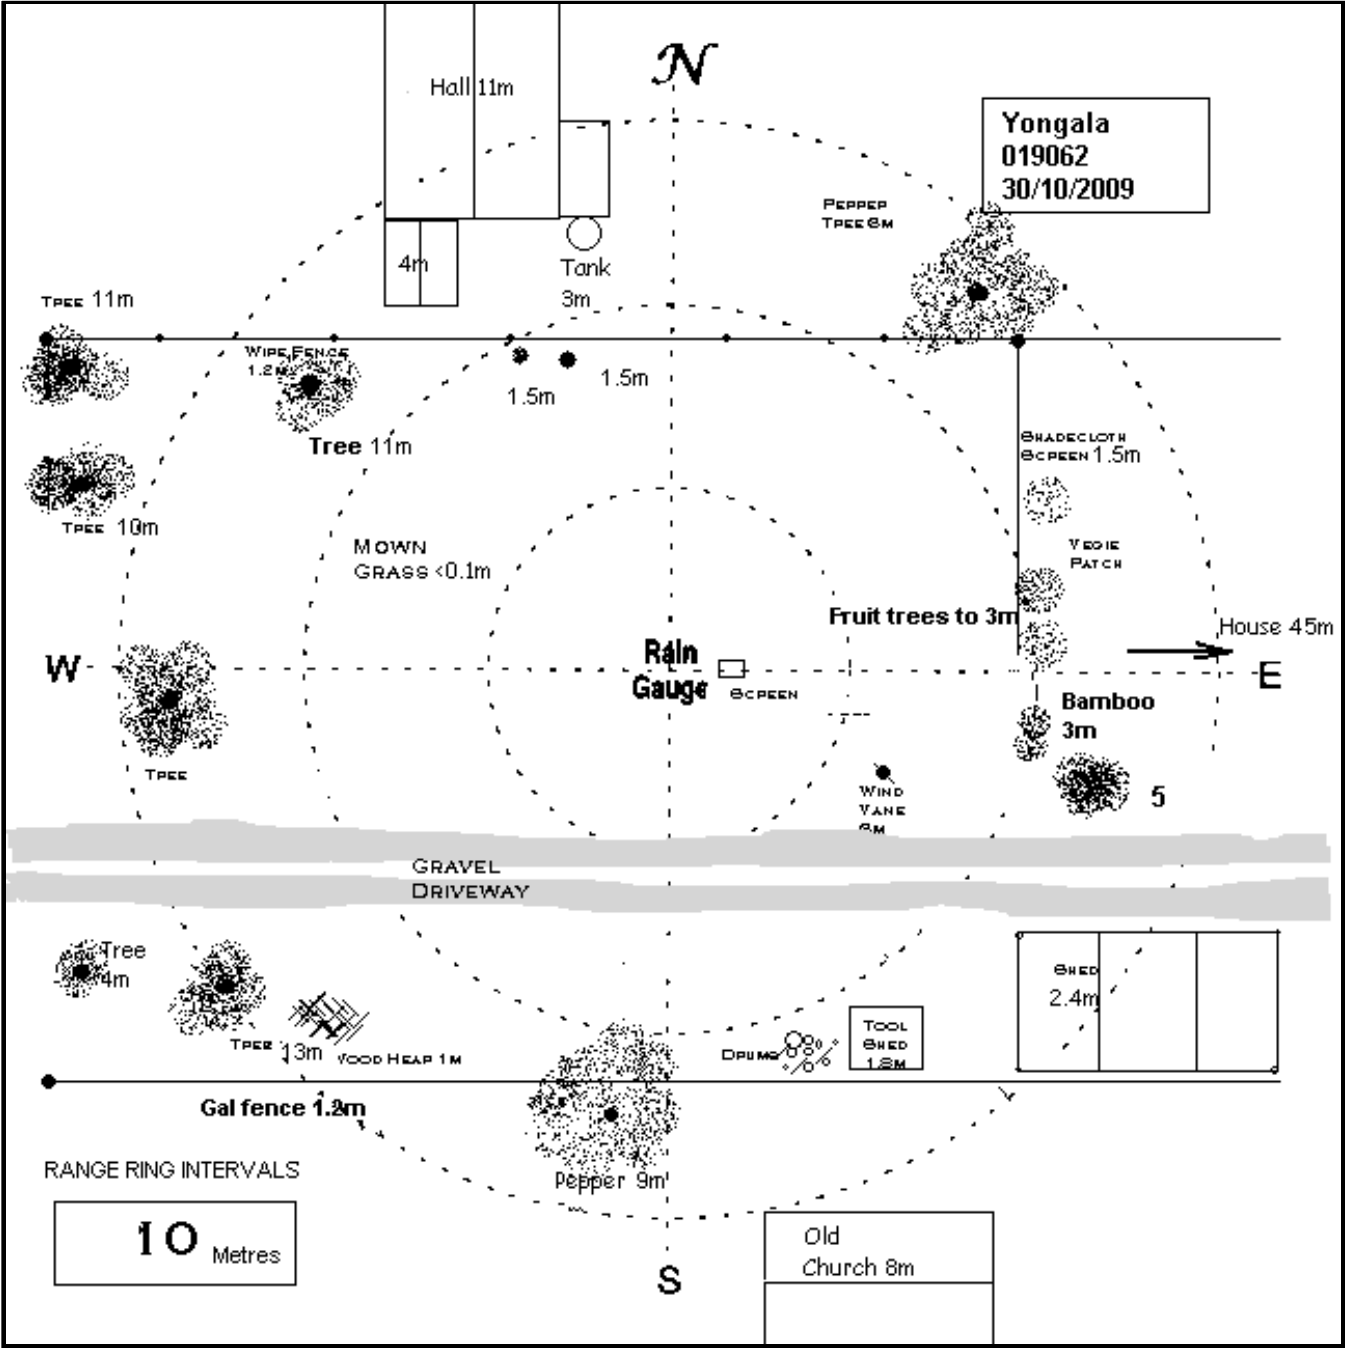 N
Hall 11m
Yongala
019062
30/10/2009
PEPPER
TREE 8M
4m
Tank
3m
TREE 11m
WIRE FENCE
1.2M
1.5m
1.5m
Tree 11m
SHADECLOTH
SCREEN 1.5m
TREE 10m
MOWN
GRASS <0.1m
VEGIE
PATCH
Fruit trees to 3m
House 45m
W
Rain
Gauge
SCREEN
E
Bamboo
3m
TREE
5
WIND
VANE
GRAVEL
DRIVEWAY
Tree
4m
SHED
2.4m
TREE 13m
WOOD HEAP 1M
DRUMS
TOOL
SHED
1.8M
Gal fence 1.2m
RANGE RING INTERVALS
10 Metres
Pepper 9m
S
Old
Church 8m